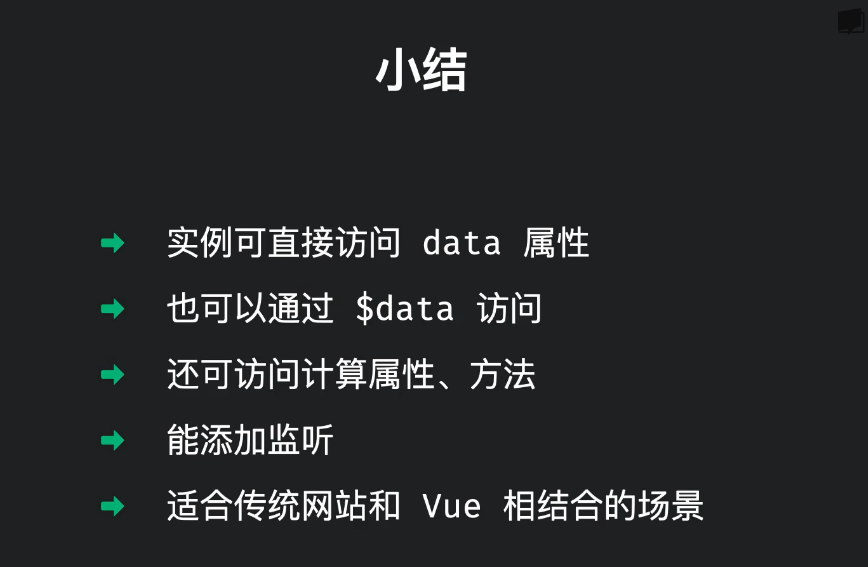 小结
实例可直接访问 data 属性
也可以通过 $data 访问
还可访问计算属性、方法
能添加监听
适合传统网站和 Vue 相结合的场景